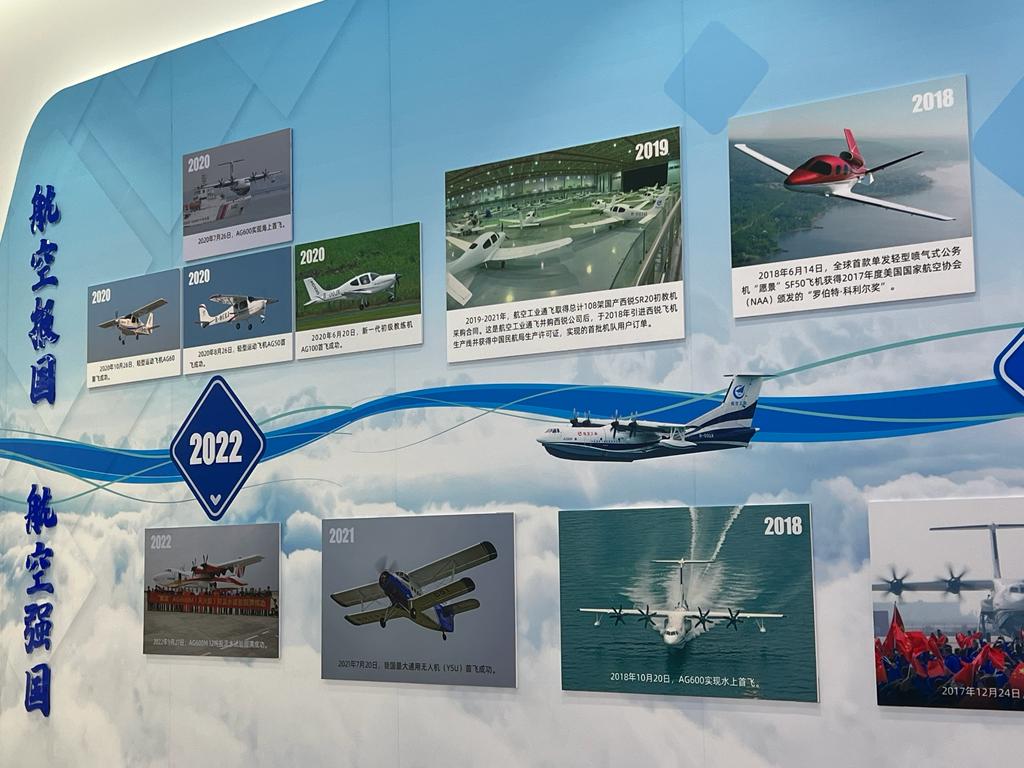 航空报国
航空强国
2020
2020年7月26日，AG600实现海上首飞。
2020
2020年10月28日，轻型运动飞机AG60
首飞成功。
2020
2020年8月26日，轻型运动飞机AG50首
飞成功。
2020
2020年6月20日，新一代初级教练机
AG100首飞成功。
2019
2019-2021年，航空工业通飞取得总计108架国产西锐SR20初教机
采购合同。这是航空工业通飞并购西锐公司后，于2018年引进西锐飞机
生产线并获得中国民航局生产许可证，实现的首批机队用户订单。
2018
2018年6月14日，全球首款单发轻型喷气式公务
机“愿景”SF50飞机获得2017年度美国国家航空协会
（NAA）颁发的“罗伯特·科利尔奖”。
2022
2022
2021
2021年7月20日，我国最大通用无人机（Y5U）首飞成功。
2018
2018年10月20日，AG600实现水上首飞。
2017年12月24日